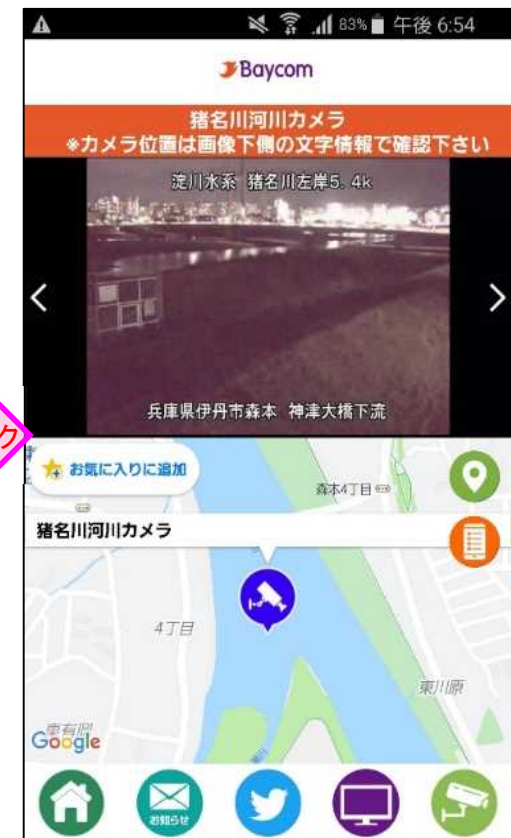 83% 午後 6:54
Baycom
猪名川河川カメラ
※カメラ位置は画像下側の文字情報で確認下さい
淀川水系 猪名川左岸5. 4k
兵庫県伊丹市森本 神津大橋下流
ク
お気に入りに追加
森本4丁目
猪名川河川カメラ
4丁目
東川原
東有岡
Google
お知らせ